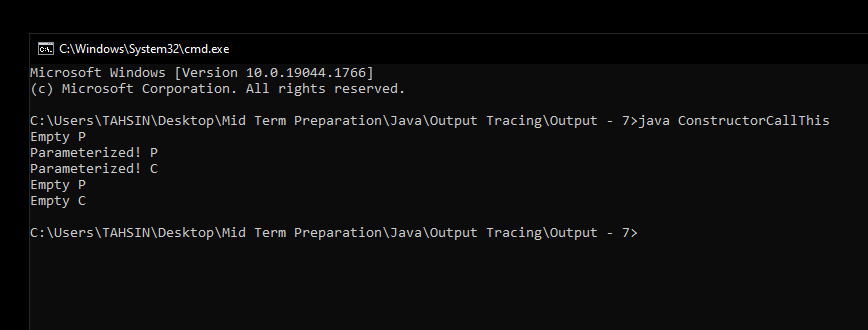 C:\Windows\System32\cmd.exe
Microsoft Windows [Version 10.0.19044.1766]
(c) Microsoft Corporation. All rights reserved.
C:\Users\TAHSIN\Desktop\Mid Term Preparation\Java\Output Tracing\Output - 7>java ConstructorCallThis
Empty P
Parameterized! P
Parameterized! C
Empty P
Empty C
C:\Users\TAHSIN\Desktop\Mid Term Preparation\Java\Output Tracing\Output - 7>